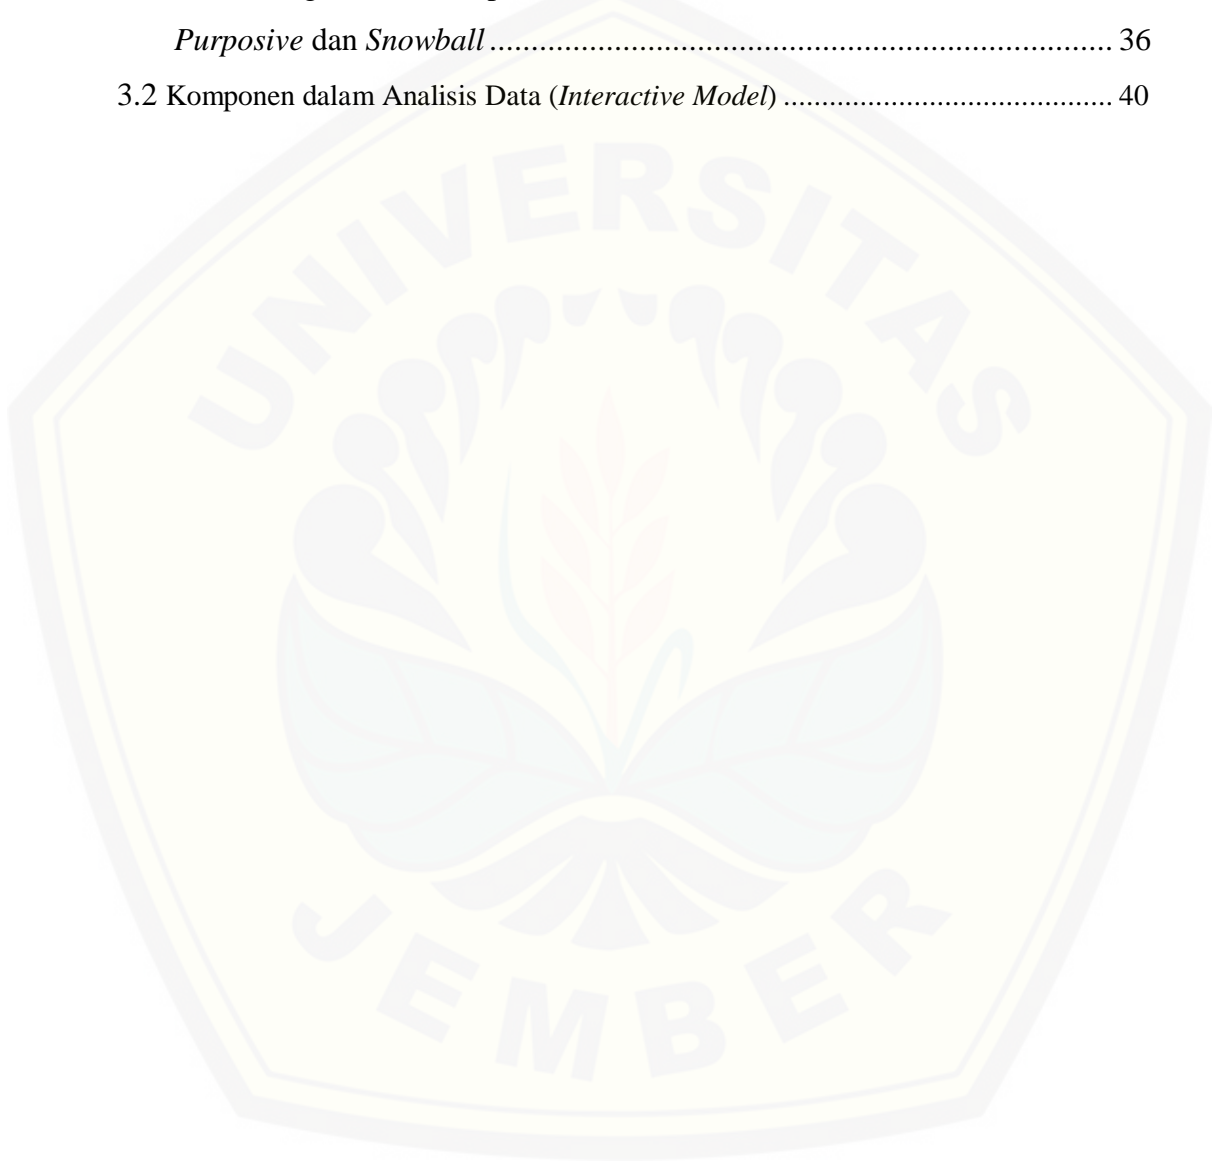 Purposive dan Snowball ........................................................................... 36
3.2 Komponen dalam Analisis Data (Interactive Model) ........................................ 40
UNIVERSITAS
JEMBER